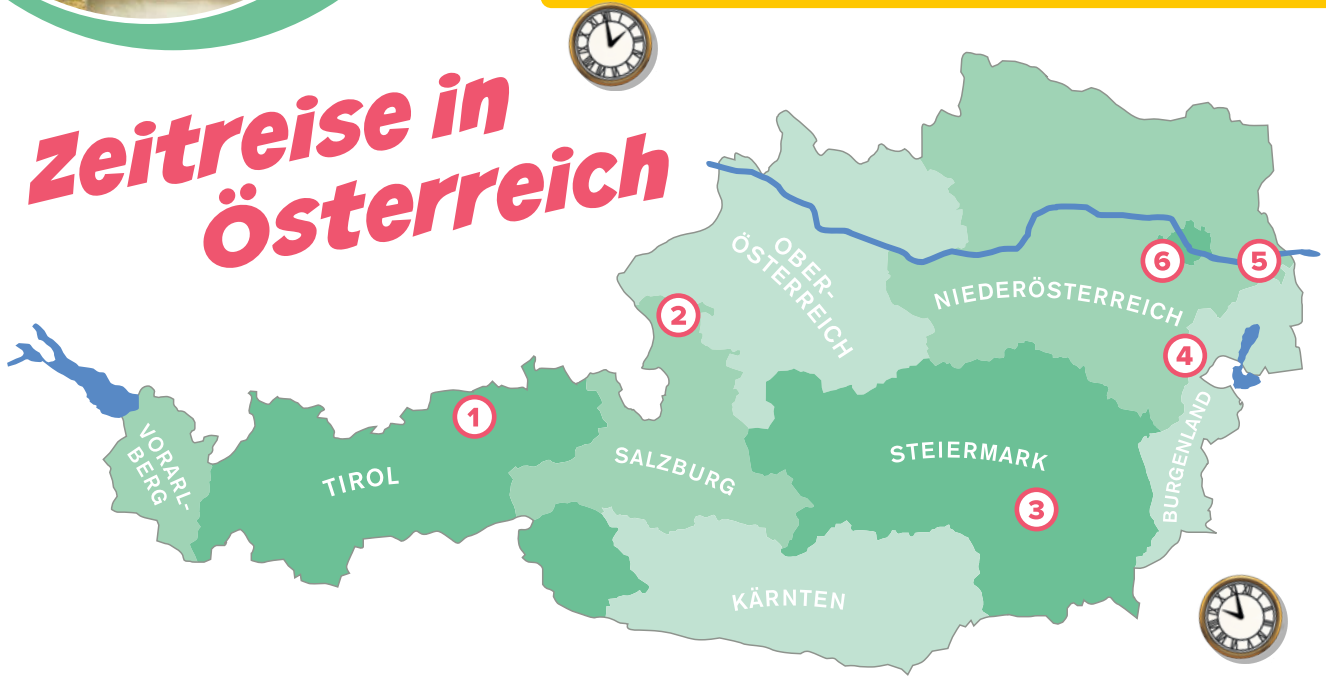 Zeitreise in
Österreich
OBER-
ÖSTERREICH
6
5
NIEDERÖSTERREICH
2
4
1
VORARL-
BERG
TIROL
SALZBURG
STEIERMARK
BURGENLAND
3
KÄRNTEN